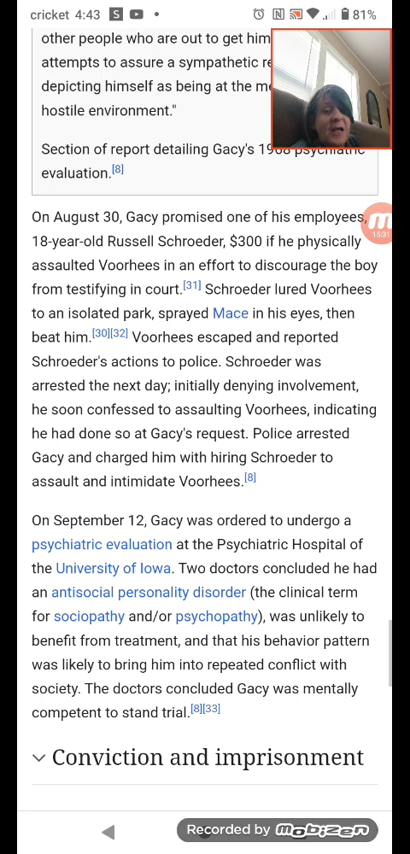 cricket 4:43 S 81%
other people who are out to get him
attempts to assure a sympathetic re
depicting himself as being at the me
hostile environment."
Section of report detailing Gacy's 1968 psychiatric
evaluation.[8]
On August 30, Gacy promised one of his employees,
18-year-old Russell Schroeder, $300 if he physically
assaulted Voorhees in an effort to discourage the boy
from testifying in court.[31] Schroeder lured Voorhees
to an isolated park, sprayed Mace in his eyes, then
beat him.[30][32] Voorhees escaped and reported
Schroeder's actions to police. Schroeder was
arrested the next day; initially denying involvement,
he soon confessed to assaulting Voorhees, indicating
he had done so at Gacy's request. Police arrested
Gacy and charged him with hiring Schroeder to
assault and intimidate Voorhees.[8]
On September 12, Gacy was ordered to undergo a
psychiatric evaluation at the Psychiatric Hospital of
the University of Iowa. Two doctors concluded he had
an antisocial personality disorder (the clinical term
for sociopathy and/or psychopathy), was unlikely to
benefit from treatment, and that his behavior pattern
was likely to bring him into repeated conflict with
society. The doctors concluded Gacy was mentally
competent to stand trial.[8][33]
Conviction and imprisonment
Recorded by mobizen